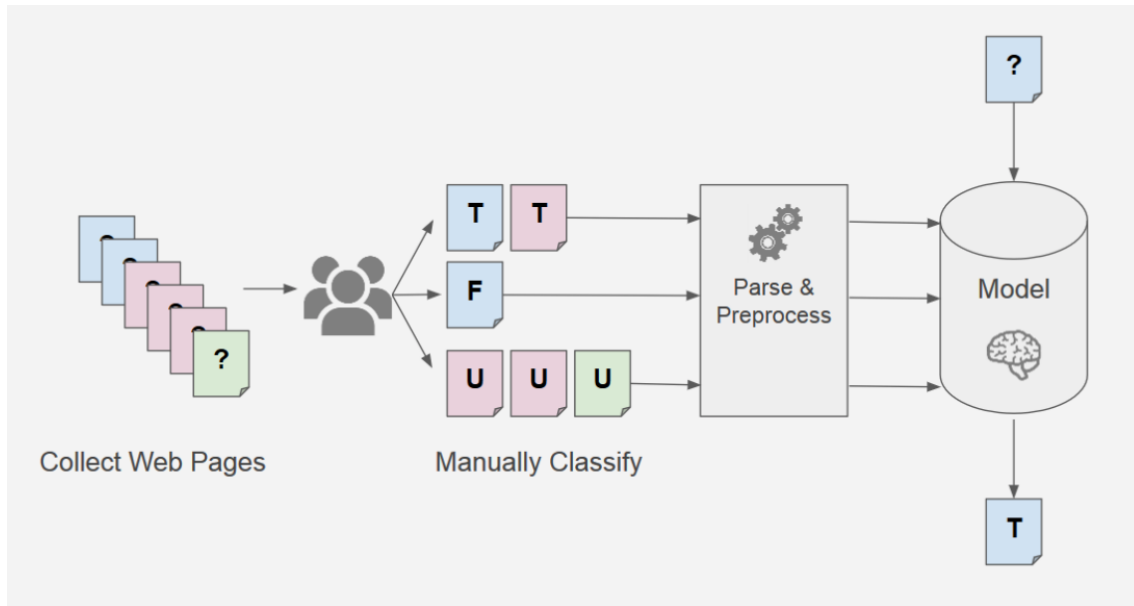 ?
?
T T
F
U U U
Parse &
Preprocess
Model
Collect Web Pages
Manually Classify
T